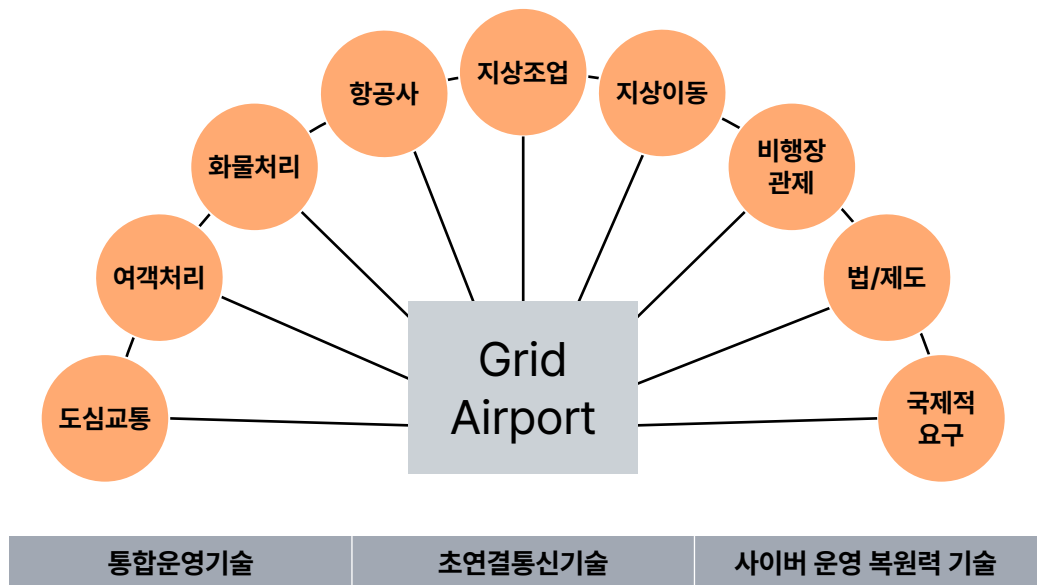 지상조업
항공사
지상이동
화물처리
비행장
관제
여객처리
법/제도
Grid
Airport
도심교통
국제적
요구
통합운영기술
초연결통신기술
사이버 운영 복원력 기술